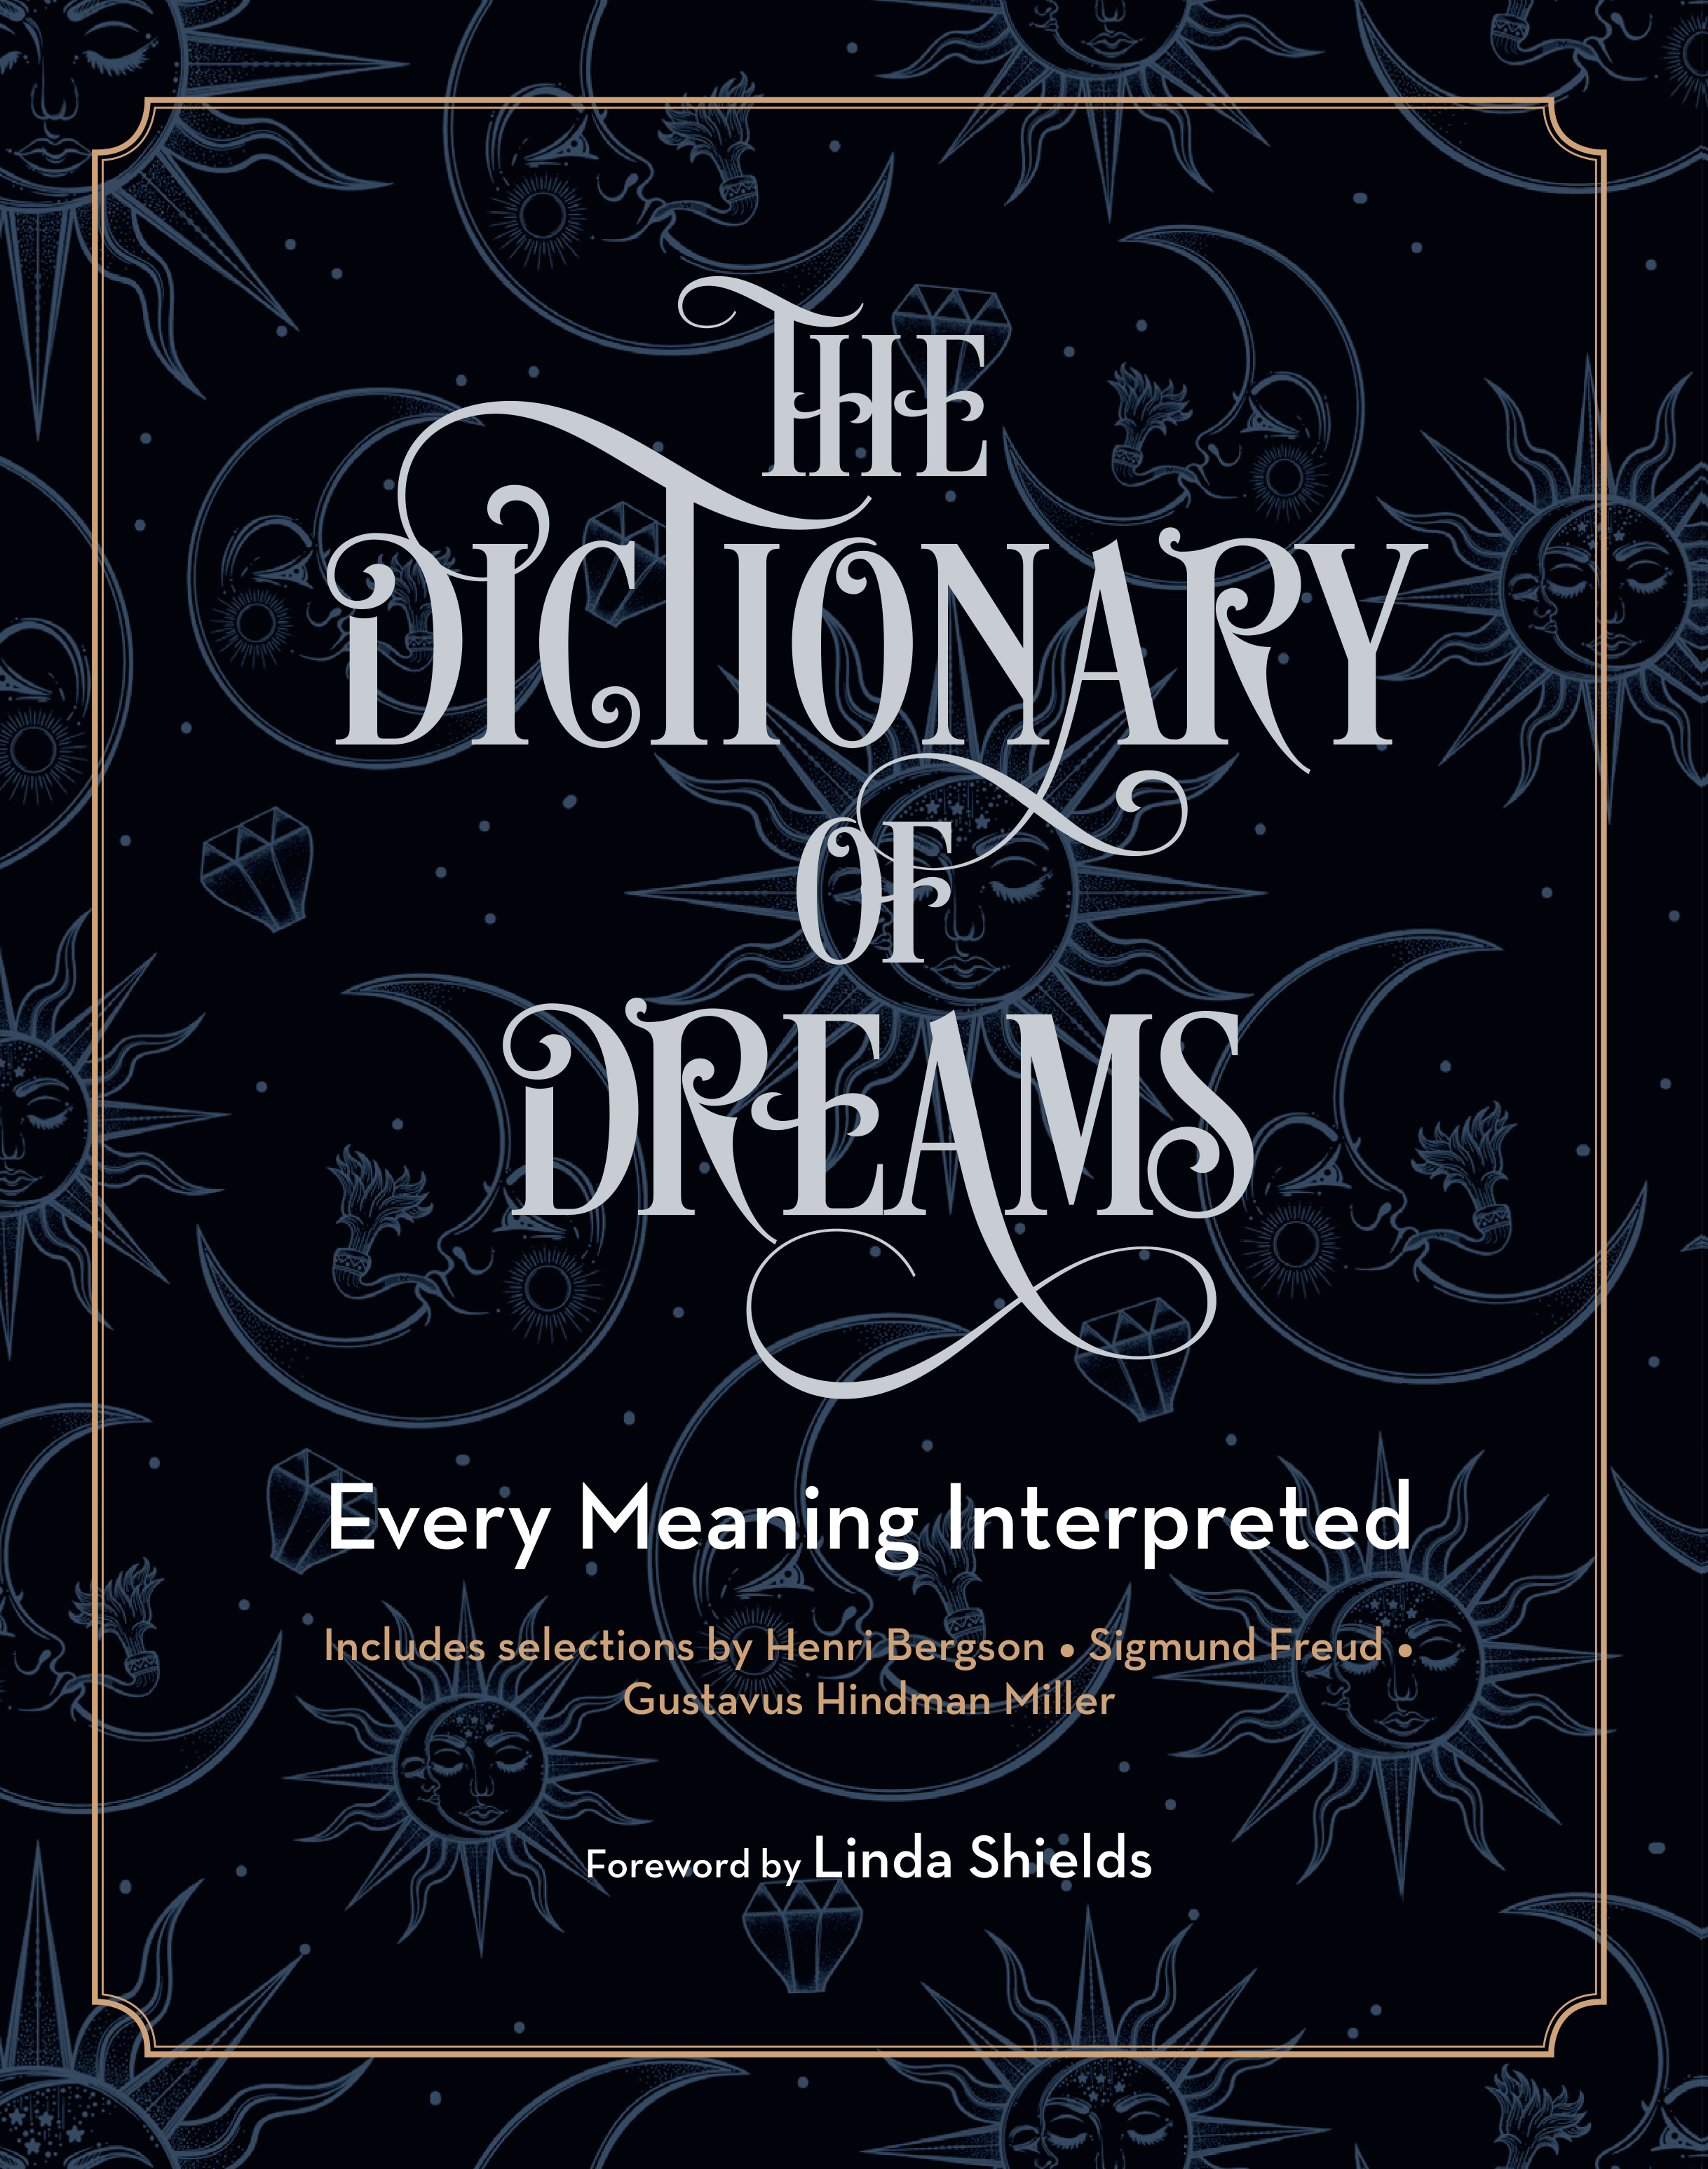 THE
DICTIONARY
OF
DREAMS
Every Meaning Interpreted
Includes selections by Henri Bergson • Sigmund Freud •
Gustavus Hindman Miller
Foreword by Linda Shields